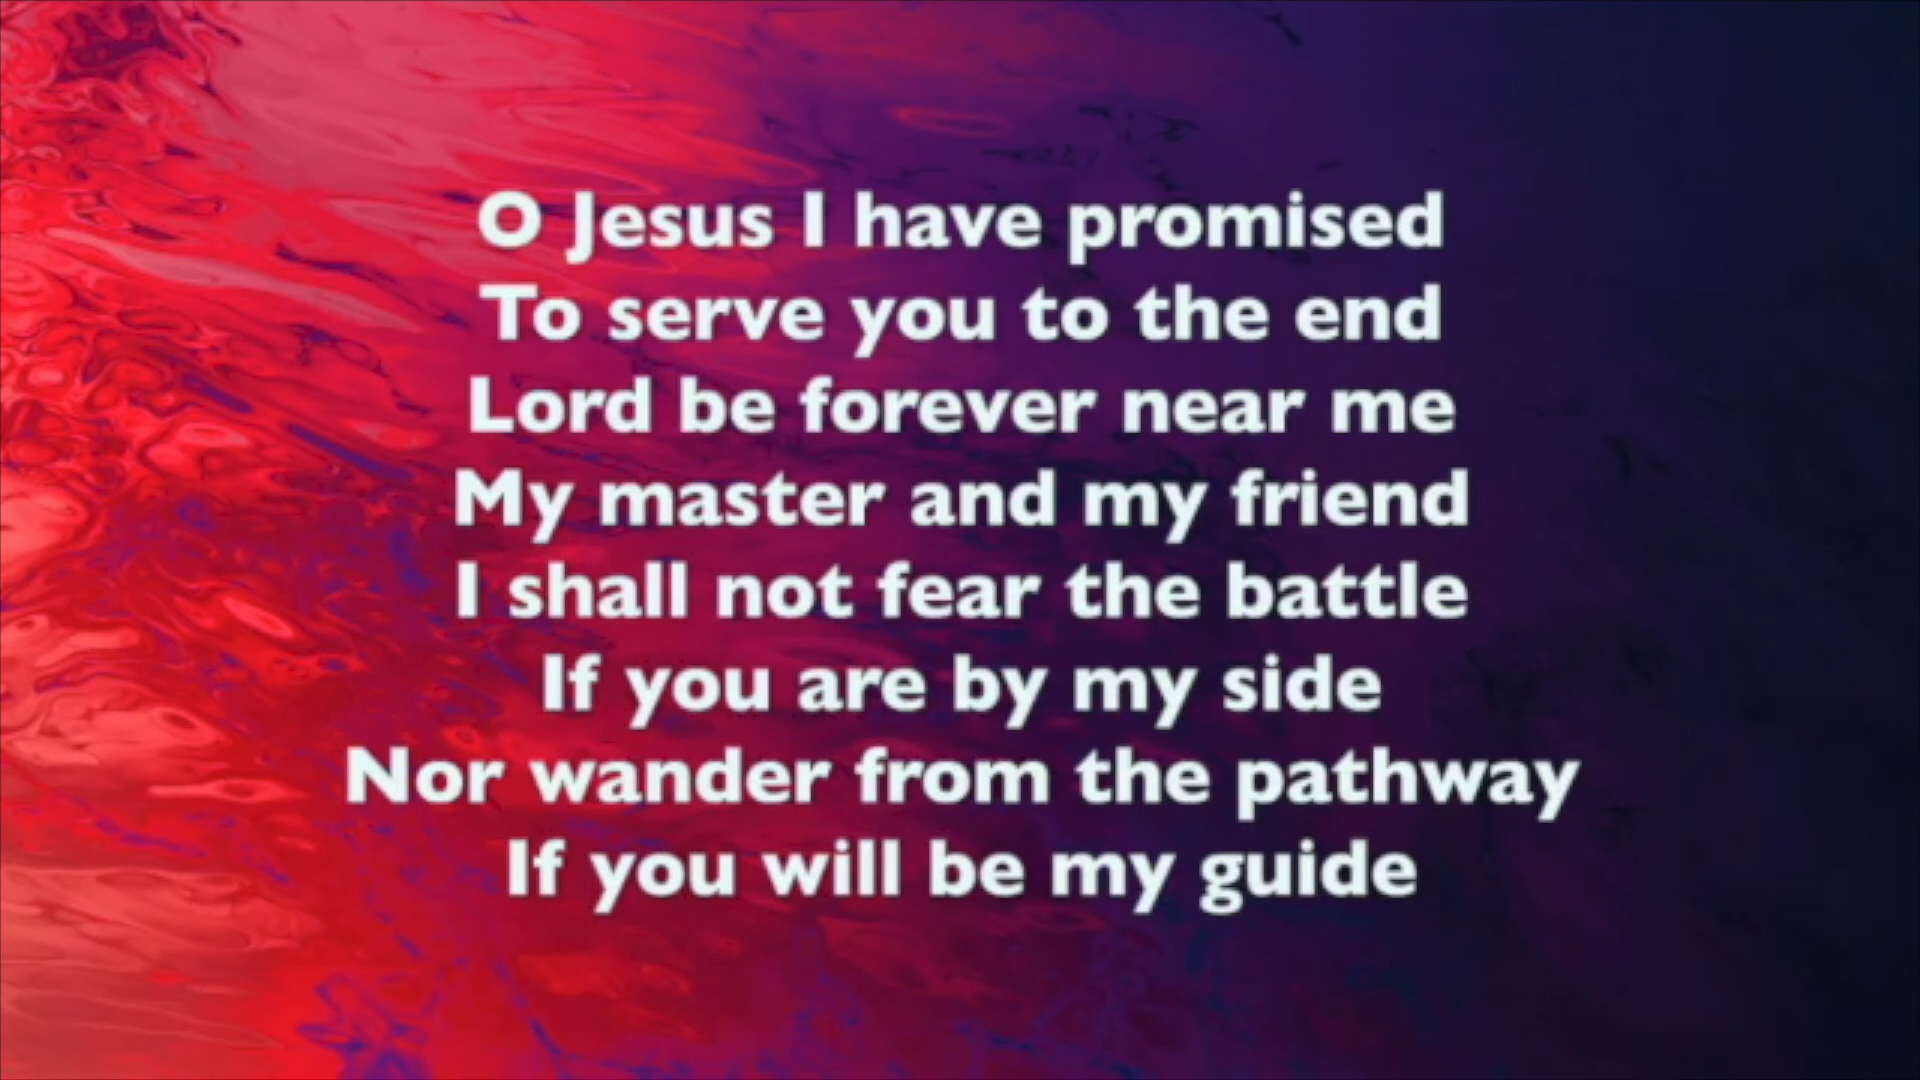 O Jesus I have promised
To serve you to the end
Lord be forever near me
My master and my friend
I shall not fear the battle
If you are by my side
Nor wander from the pathway
If you will be my guide